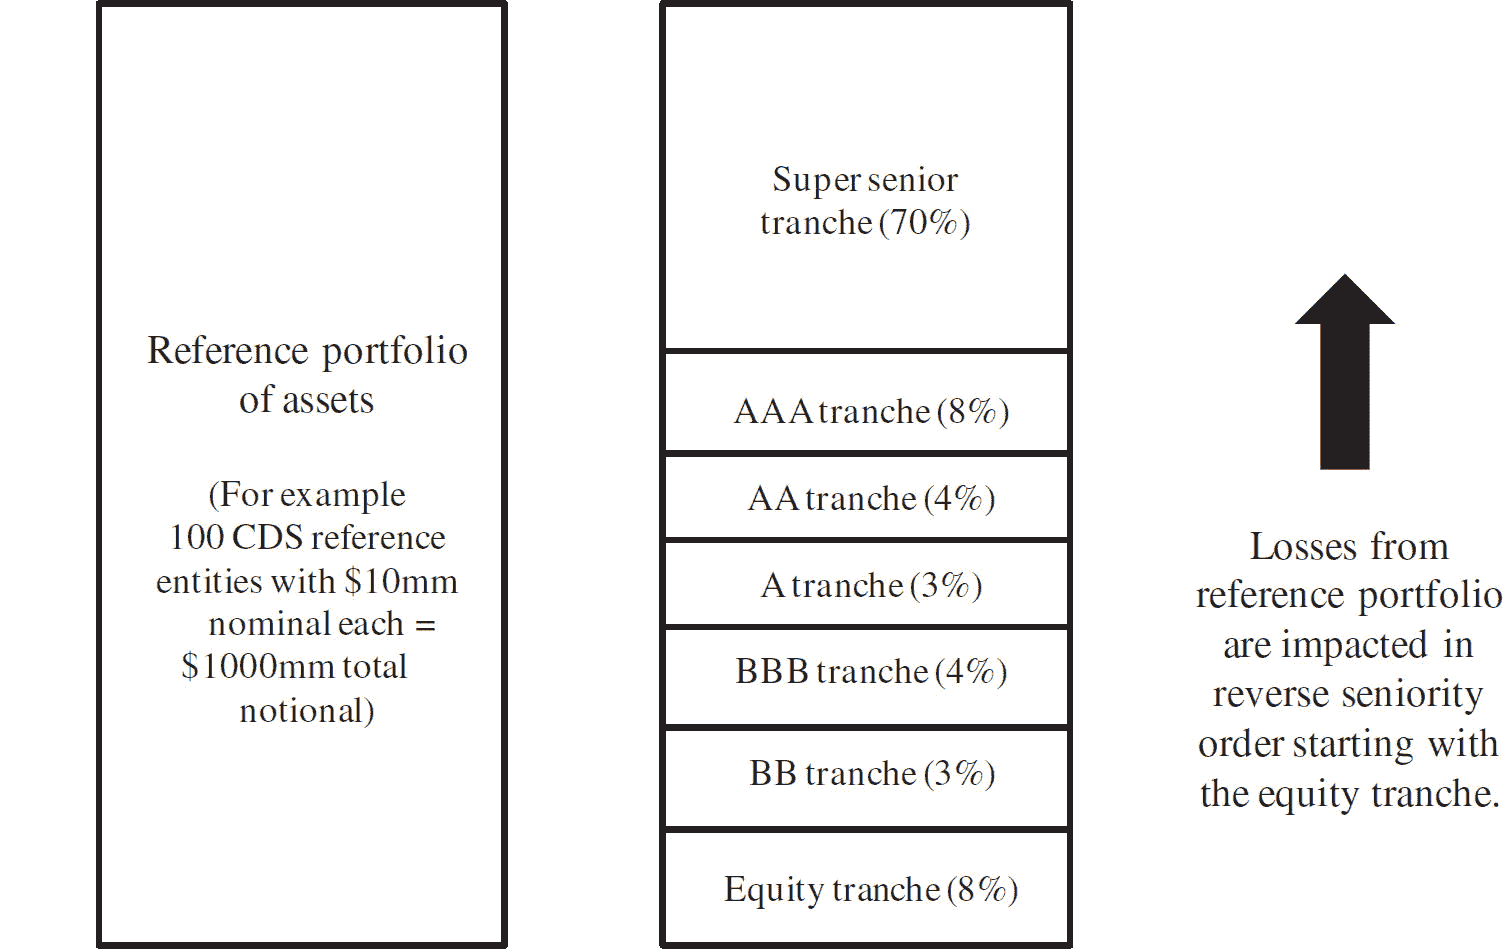 Reference portfolio
of assets
(For example
100 CDS reference
entities with $10mm
nominal each =
$1000mm total
notional)
Super senior
tranche (70%)
AAA tranche (8%)
AA tranche (4%)
A tranche (3%)
BBB tranche (4%)
BB tranche (3%)
Equity tranche (8%)
Losses from
reference portfolio
are impacted in
reverse seniority
order starting with
the equity tranche.